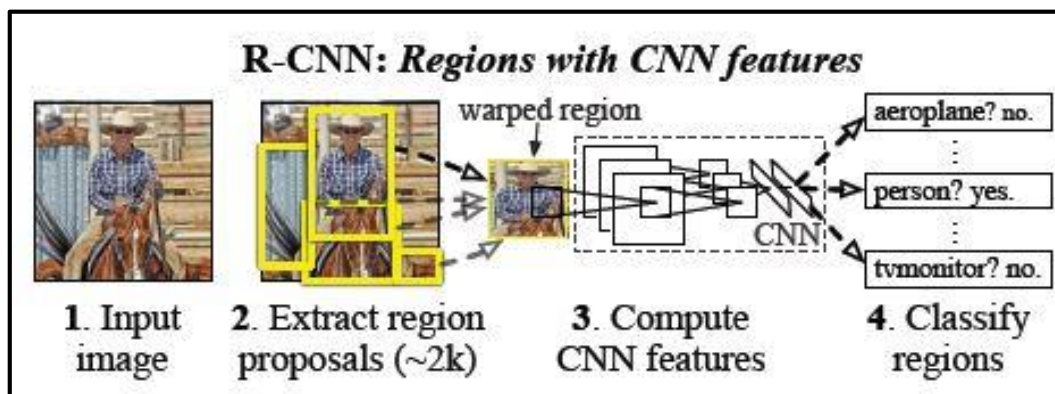 R-CNN: Regions with CNN features
warped region
aeroplane? no.
person? yes.
tvmonitor? no.
CNN
1. Input
image
2. Extract region
proposals (~2k)
3. Compute
CNN features
4. Classify
regions